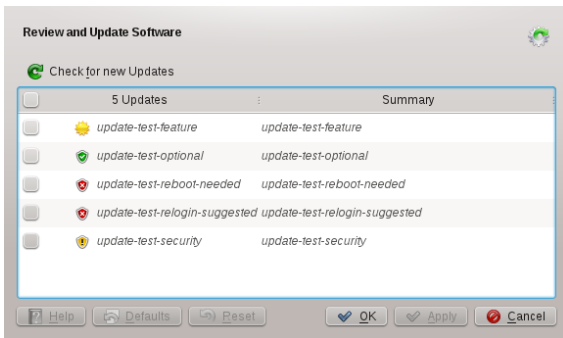 Review and Update Software
Check for new Updates
5 Updates Summary
update-test-feature update-test-feature
update-test-optional update-test-optional
update-test-reboot-needed update-test-reboot-needed
update-test-relogin-suggested update-test-relogin-suggested
update-test-security update-test-security
Help Defaults Reset OK Apply Cancel